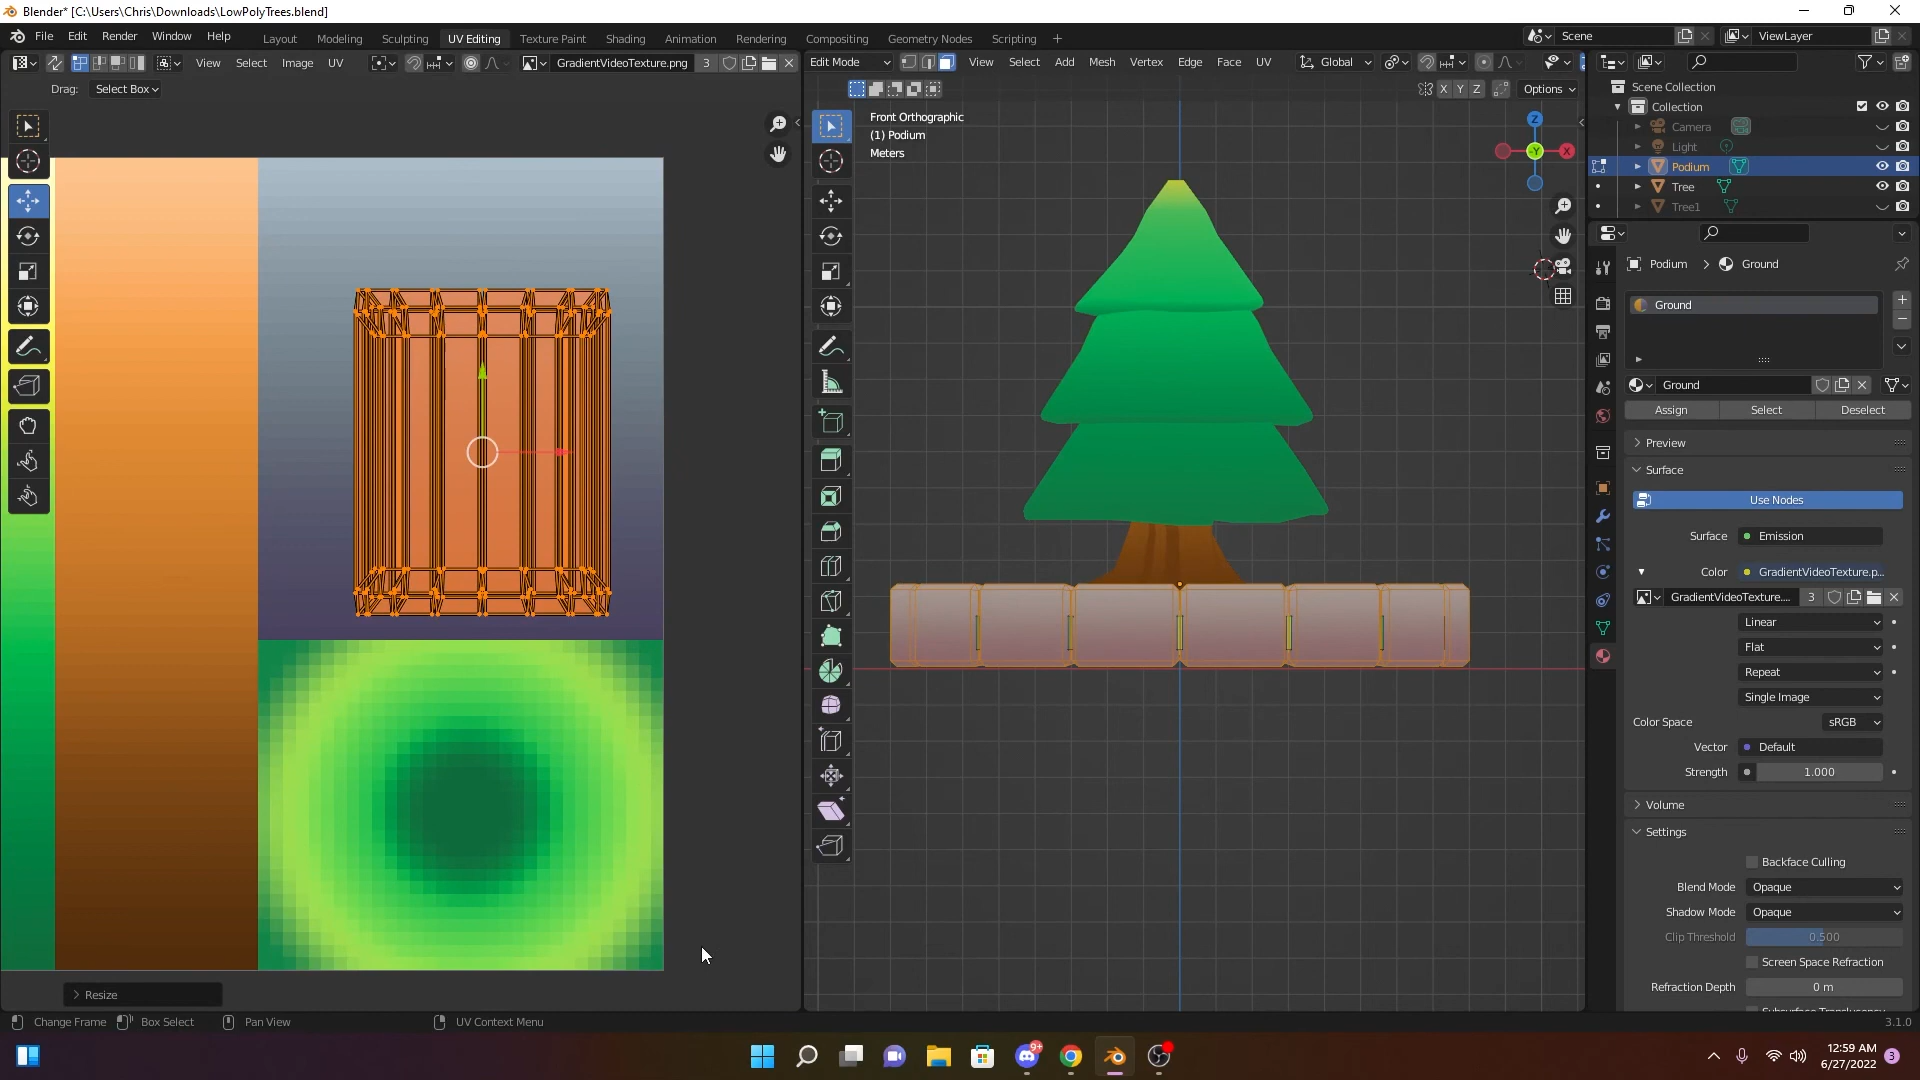 Blender* [C:\Users\Chris\Downloads\LowPolyTrees.blend]
File Edit Render Window Help Layout Modeling Sculpting UV Editing Texture Paint Shading Animation Rendering Compositing Geometry Nodes Scripting + Scene ViewLayer
View Select Image UV GradientVideoTexture.png 3 Edit Mode View Select Add Mesh Vertex Edge Face UV Global
Drag: Select Box X Y Z Options
Scene Collection
Collection
Camera
Light
Podium
Tree
Tree1
Front Orthographic
(1) Podium
Meters
Z
-Y
X
Podium > Ground
Ground
Ground
Assign Select Deselect
Preview
Surface
Use Nodes
Surface Emission
Color GradientVideoTexture.p...
GradientVideoTexture.... 3
Linear
Flat
Repeat
Single Image
Color Space sRGB
Vector Default
Strength 1.000
Volume
Settings
Backface Culling
Blend Mode Opaque
Shadow Mode Opaque
Clip Threshold 0.500
Screen Space Refraction
Refraction Depth 0 m
Subsurface Translucency
Resize
Change Frame Box Select Pan View UV Context Menu 3.1.0
9+
12:59 AM
6/27/2022 3